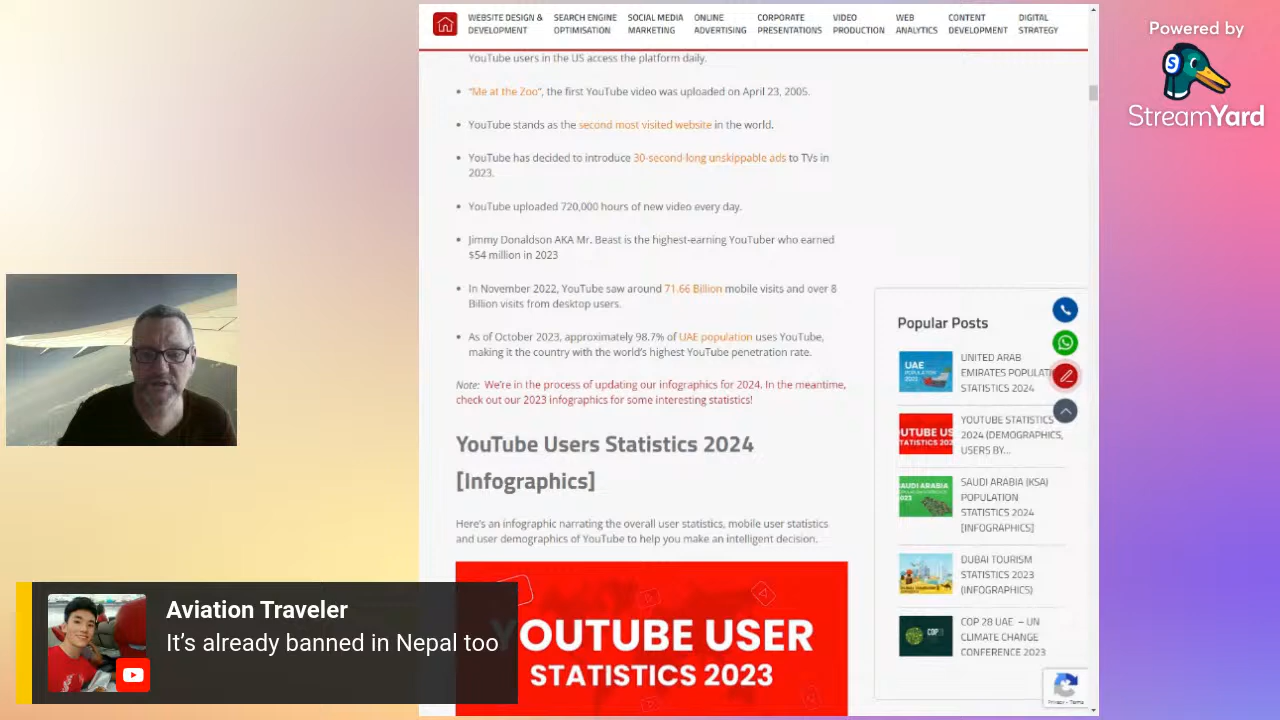 WEBSITE DESIGN &
DEVELOPMENT
SEARCH ENGINE
OPTIMISATION
SOCIAL MEDIA
MARKETING
ONLINE
ADVERTISING
CORPORATE
PRESENTATIONS
VIDEO
PRODUCTION
WEB
ANALYTICS
CONTENT
DEVELOPMENT
DIGITAL
STRATEGY
Powered by
StreamYard
YouTube users in the US access the platform daily.
"Me at the Zoo", the first YouTube video was uploaded on April 23, 2005.
YouTube stands as the second most visited website in the world.
YouTube has decided to introduce 30-second-long unskippable ads to TVs in
2023.
YouTube uploaded 720,000 hours of new video every day.
Jimmy Donaldson AKA Mr. Beast is the highest-earning YouTuber who earned
$54 million in 2023
In November 2022, YouTube saw around 71.66 Billion mobile visits and over 8
Billion visits from desktop users.
As of October 2023, approximately 98.7% of UAE population uses YouTube,
making it the country with the world's highest YouTube penetration rate.
Note: We're in the process of updating our infographics for 2024. In the meantime,
check out our 2023 infographics for some interesting statistics!
YouTube Users Statistics 2024
[Infographics]
Here's an infographic narrating the overall user statistics, mobile user statistics
and user demographics of YouTube to help you make an intelligent decision.
YOUTUBE USER
STATISTICS 2023
Popular Posts
UNITED ARAB
EMIRATES POPULATI
STATISTICS 2024
YOUTUBE STATISTICS
2024 (DEMOGRAPHICS,
USERS BY...
SAUDI ARABIA (KSA)
POPULATION
STATISTICS 2024
[INFOGRAPHICS]
DUBAI TOURISM
STATISTICS 2023
(INFOGRAPHICS)
COP 28 UAE – UN
CLIMATE CHANGE
CONFERENCE 2023
Privacy - Terms
Aviation Traveler
It's already banned in Nepal too